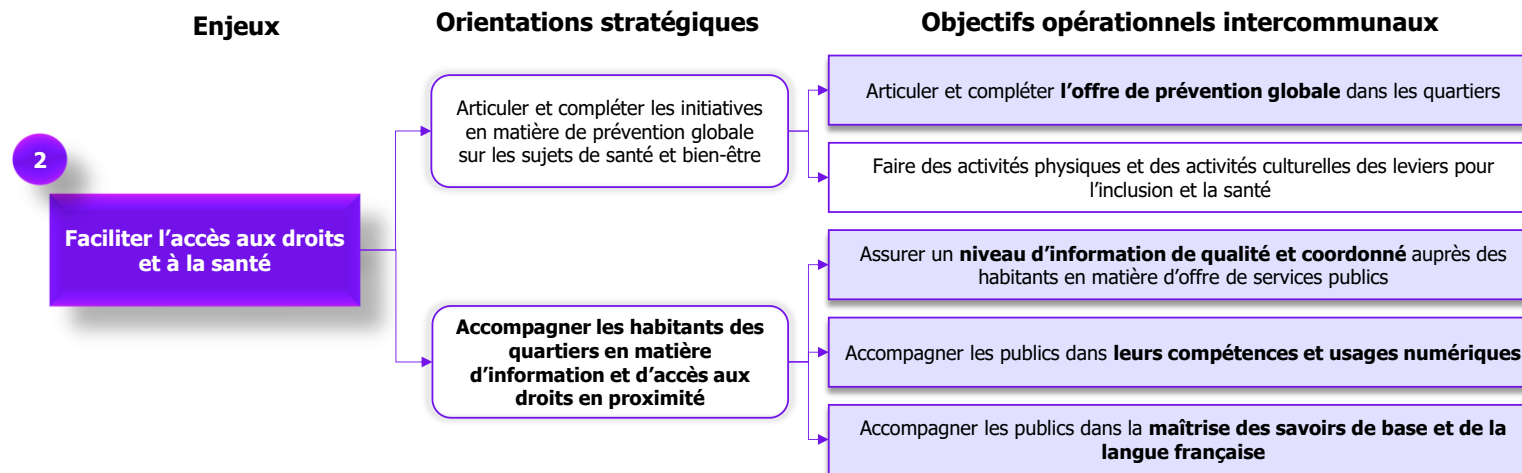 Enjeux
Orientations stratégiques
Objectifs opérationnels intercommunaux
2
Faciliter l’accès aux droits
et à la santé
Articuler et compléter les initiatives
en matière de prévention globale
sur les sujets de santé et bien-être
Articuler et compléter l’offre de prévention globale dans les quartiers
Faire des activités physiques et des activités culturelles des leviers pour
l’inclusion et la santé
Accompagner les habitants des
quartiers en matière
d’information et d’accès aux
droits en proximité
Assurer un niveau d’information de qualité et coordonné auprès des
habitants en matière d’offre de services publics
Accompagner les publics dans leurs compétences et usages numériques
Accompagner les publics dans la maîtrise des savoirs de base et de la
langue française